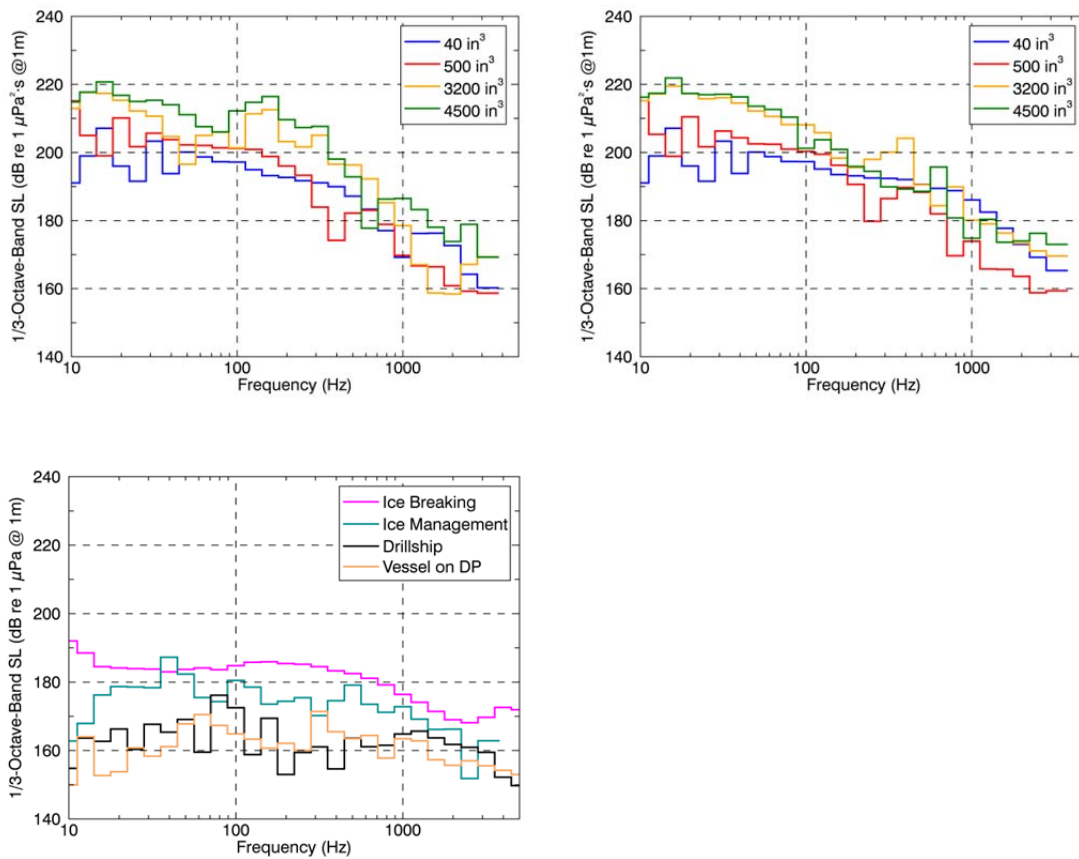 240
220
200
180
160
140
10
100
1000
Frequency (Hz)
1/3-Octave-Band SL (dB re 1 µPa²·s @1m)
40 in³
500 in³
3200 in³
4500 in³
240
220
200
180
160
140
10
100
1000
Frequency (Hz)
1/3-Octave-Band SL (dB re 1 µPa²·s @1m)
40 in³
500 in³
3200 in³
4500 in³
240
220
200
180
160
140
10
100
1000
Frequency (Hz)
1/3-Octave-Band SL (dB re 1 µPa @ 1m)
Ice Breaking
Ice Management
Drillship
Vessel on DP